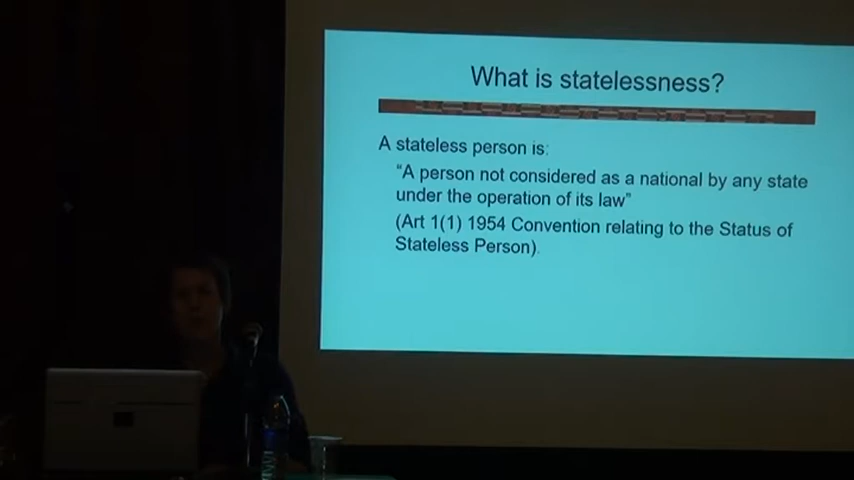 What is statelessness?
A stateless person is:
“A person not considered as a national by any state
under the operation of its law”
(Art 1(1) 1954 Convention relating to the Status of
Stateless Person).